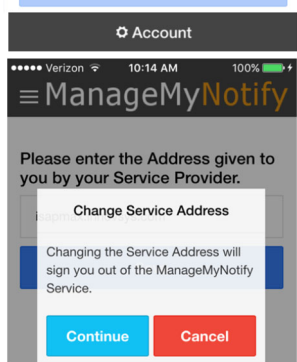 Account
Verizon 10:14 AM 100%
ManageMyNotify
Please enter the Address given to
you by your Service Provider.
Change Service Address
Changing the Service Address will
sign you out of the ManageMyNotify
Service.
Continue Cancel